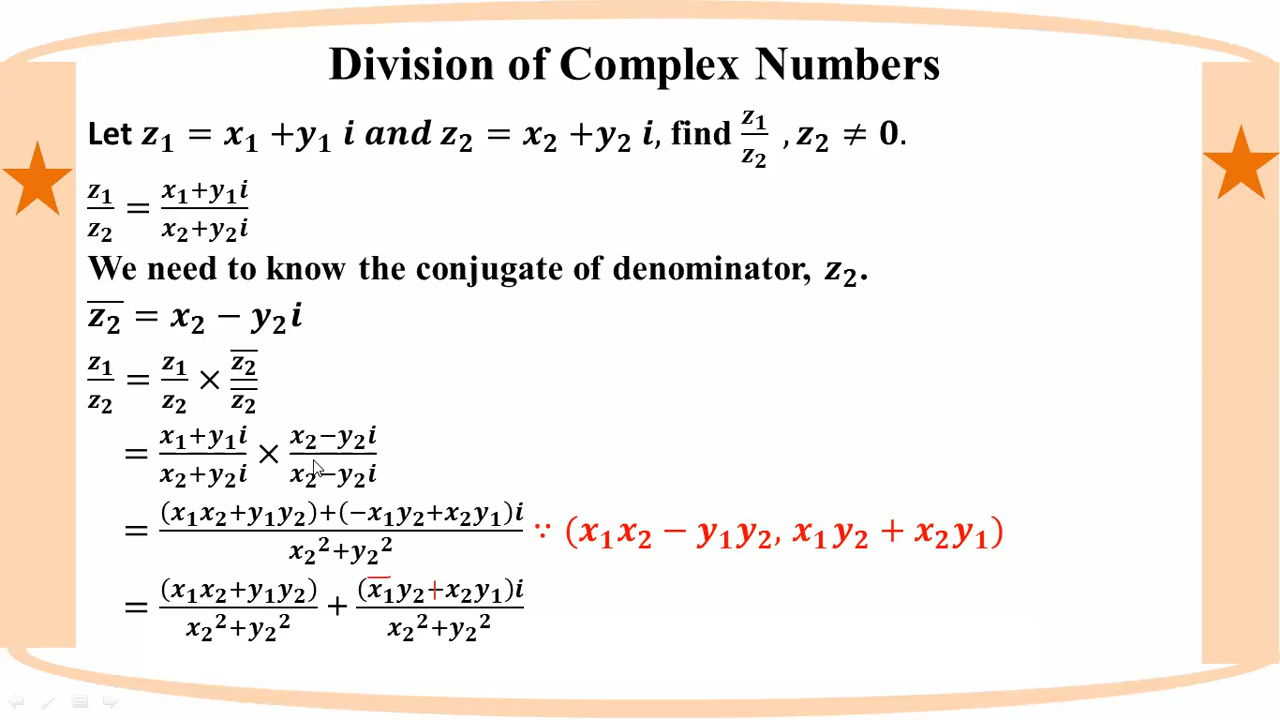 Division of Complex Numbers
Let z₁ = x₁ +y₁ i and z₂ = x₂ +y₂ i, find z₁/z₂ , z₂ ≠ 0.
z₁/z₂ = (x₁+y₁i)/(x₂+y₂i)
We need to know the conjugate of denominator, z₂.
z̅₂ = x₂ − y₂i
z₁/z₂ = z₁/z₂ × z̅₂/z̅₂
= (x₁+y₁i)/(x₂+y₂i) × (x₂−y₂i)/(x₂−y₂i)
= ((x₁x₂+y₁y₂)+(−x₁y₂+x₂y₁)i)/(x₂²+y₂²) ∵ (x₁x₂ − y₁y₂, x₁y₂ + x₂y₁)
= (x₁x₂+y₁y₂)/(x₂²+y₂²) + ((x̅₁y₂+x₂y₁)i)/(x₂²+y₂²)